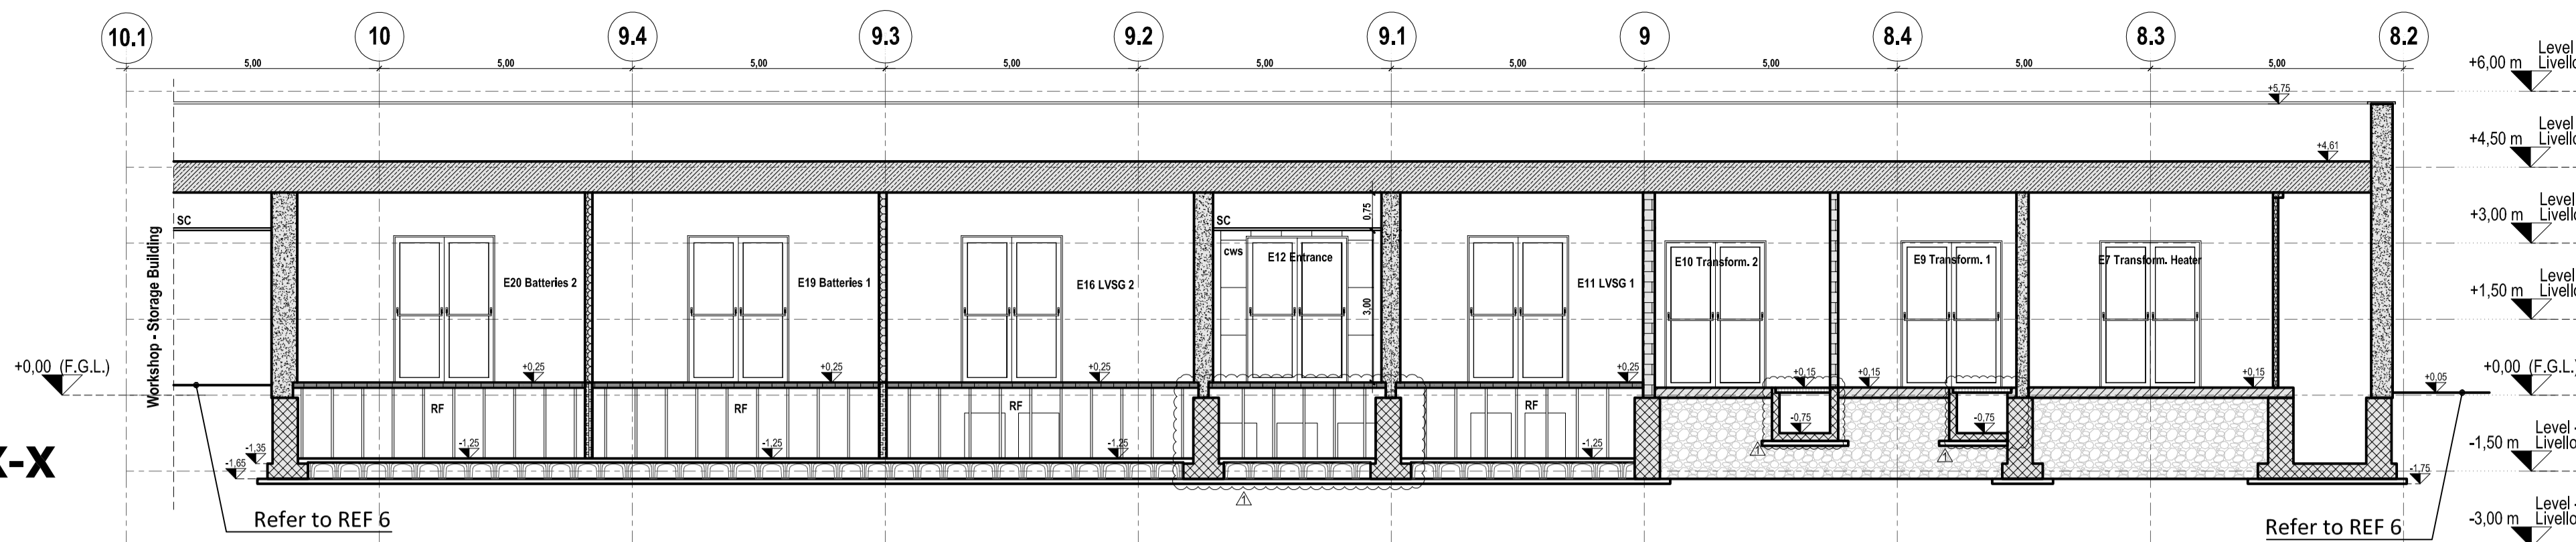 10.1 10 9.4 9.3 9.2 9.1 9 8.4 8.3 8.2
5,00 5,00 5,00 5,00 5,00 5,00 5,00 5,00 5,00
Level
+6,00 m Livello
+5,75
Level
+4,50 m Livello
+4,61
Level
+3,00 m Livello
Level
+1,50 m Livello
Level
+0,00 (F.G.L.)
Level -
-1,50 m Livello
Level -
-3,00 m Livello
Workshop - Storage Building
SC
SC
0,75
cws
3,00
E20 Batteries 2
E19 Batteries 1
E16 LVSG 2
E12 Entrance
E11 LVSG 1
E10 Transform. 2
E9 Transform. 1
E7 Transform. Heater
+0,00 (F.G.L.)
+0,25 +0,25 +0,25 +0,25 +0,15 +0,15 +0,15 +0,05
RF RF RF RF
-0,75 -0,75
-1,35 -1,25 -1,25 -1,25 -1,25
-1,65
-1,75
1 1 1
x-x
Refer to REF 6
Refer to REF 6